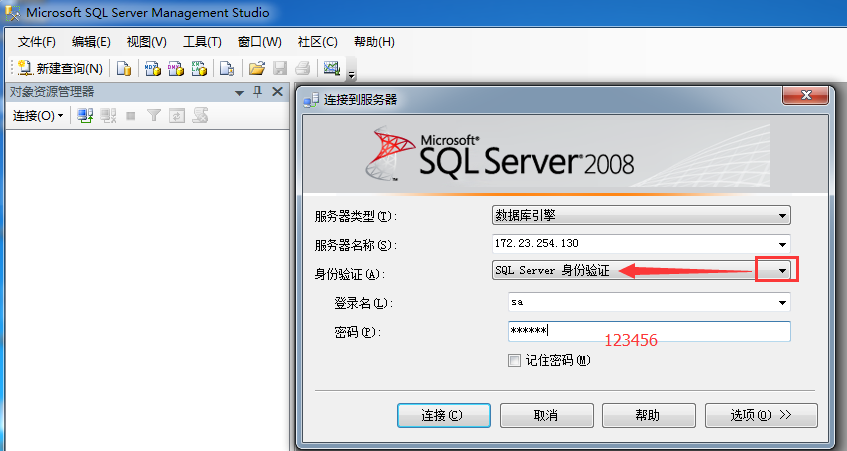 Microsoft SQL Server Management Studio
文件(F) 编辑(E) 视图(V) 工具(T) 窗口(W) 社区(C) 帮助(H)
新建查询(N)
对象资源管理器
连接(O)
连接到服务器
Microsoft®
SQL Server® 2008
服务器类型(T): 数据库引擎
服务器名称(S): 172.23.254.130
身份验证(A): SQL Server 身份验证
登录名(L): sa
密码(P): ******
123456
记住密码(M)
连接(C) 取消 帮助 选项(O) >>